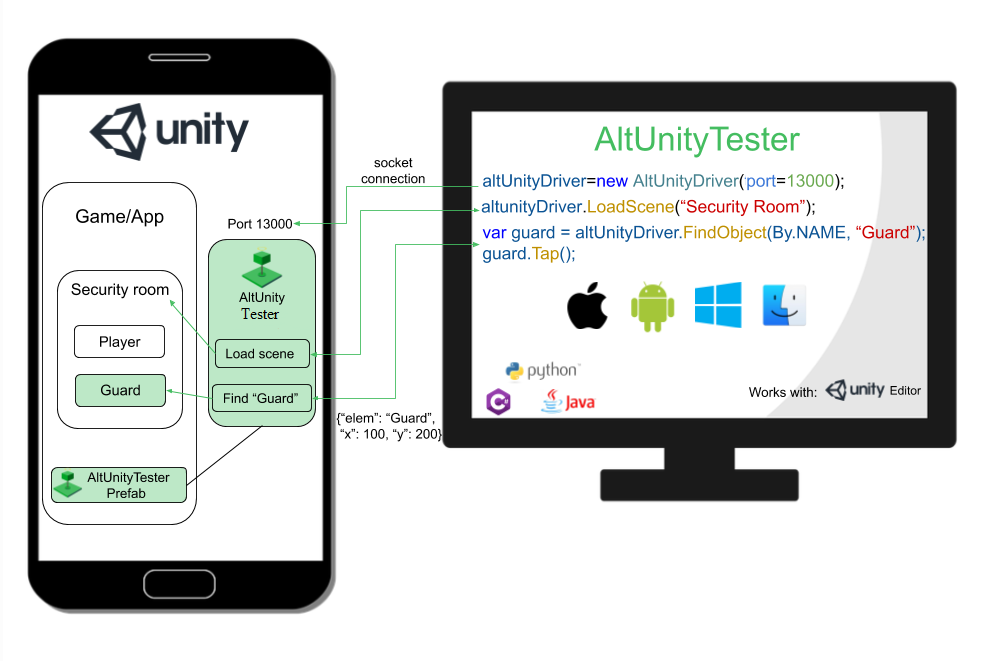 unity
Game/App
Security room
Player
Guard
AltUnityTester
Prefab
Port 13000
AltUnity
Tester
Load scene
Find “Guard”
socket
connection
{“elem”: “Guard”,
“x”: 100, “y”: 200}
AltUnityTester
altUnityDriver=new AltUnityDriver(port=13000);
altunityDriver.LoadScene(“Security Room”);
var guard = altUnityDriver.FindObject(By.NAME, “Guard”);
guard.Tap();
python
C#
Java
Works with: unity Editor